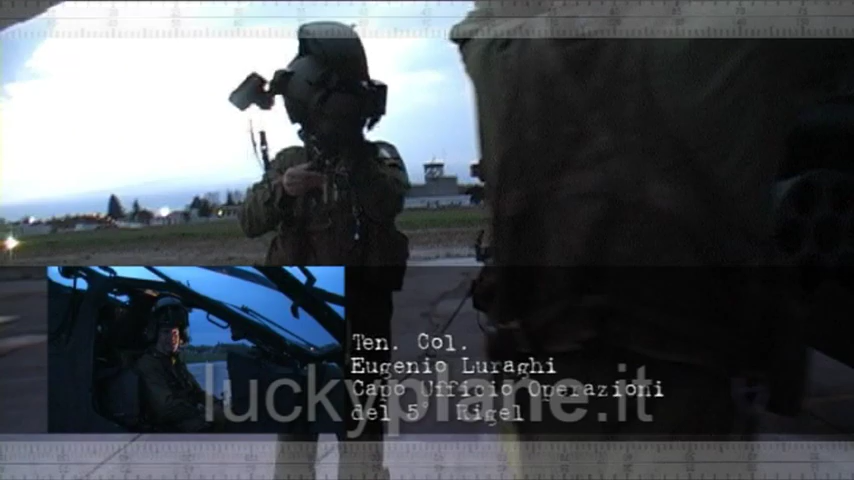 Ten. Col.
Eugenio Luraghi
Capo Ufficio Operazioni
del 5° Rigel
luckyplane.it